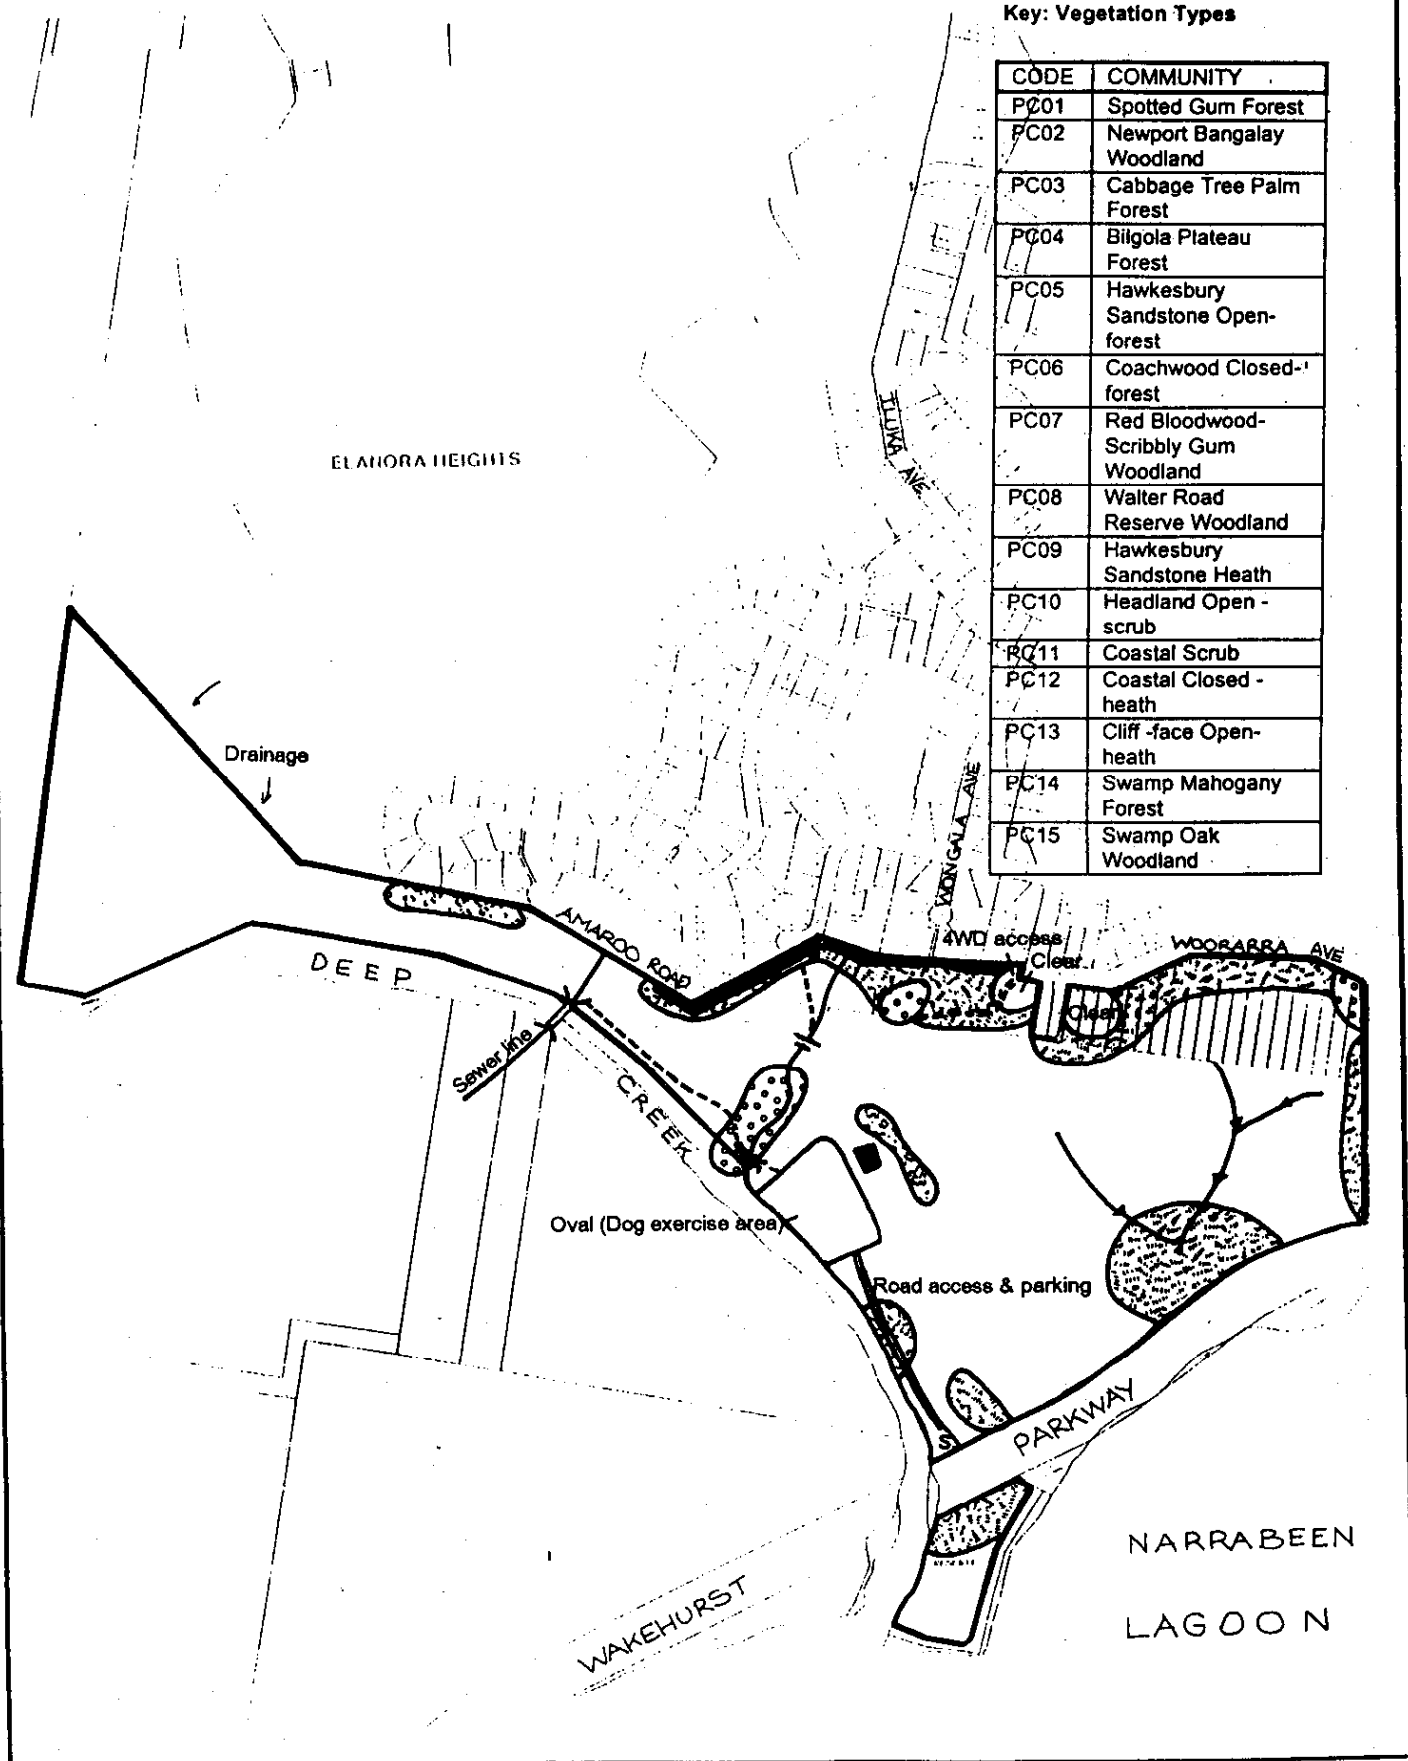 Key: Vegetation Types
CODE COMMUNITY
PC01 Spotted Gum Forest
PC02 Newport Bangalay
Woodland
PC03 Cabbage Tree Palm
Forest
PC04 Bilgola Plateau
Forest
PC05 Hawkesbury
Sandstone Open-
forest
PC06 Coachwood Closed-
forest
PC07 Red Bloodwood-
Scribbly Gum
Woodland
PC08 Walter Road
Reserve Woodland
PC09 Hawkesbury
Sandstone Heath
PC10 Headland Open -
scrub
PC11 Coastal Scrub
PC12 Coastal Closed -
heath
PC13 Cliff -face Open-
heath
PC14 Swamp Mahogany
Forest
PC15 Swamp Oak
Woodland
ILUKA AVE
ELANORA HEIGHTS
Drainage
WONGALA AVE
AMAROO ROAD
4WD access
Clear
WOORARRA AVE
DEEP
CREEK
Clear
Sewer line
Oval (Dog exercise area)
Road access & parking
S
PARKWAY
WAKEHURST
NARRABEEN
LAGOON